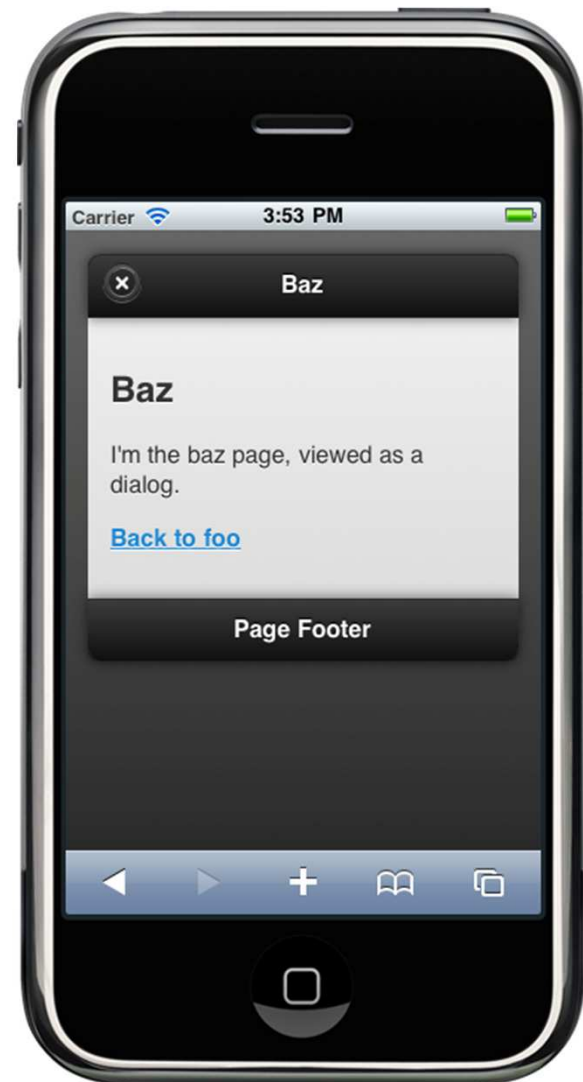 Carrier 3:53 PM
Baz
Baz
I'm the baz page, viewed as a
dialog.
Back to foo
Page Footer